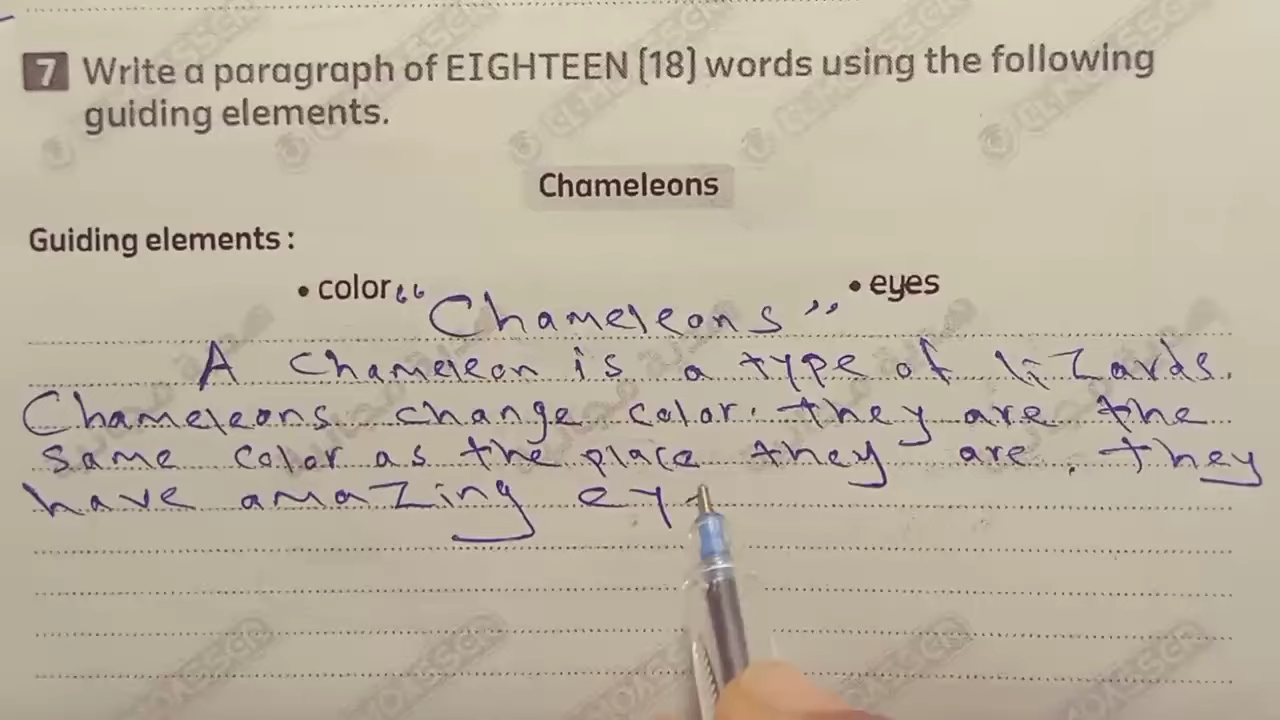 7 Write a paragraph of EIGHTEEN (18) words using the following
guiding elements.
Chameleons
Guiding elements :
• color • eyes
“Chameleons”
A Chameleon is a type of lizards.
Chameleons change color. they are the
same color as the place they are. they
have amazing ey